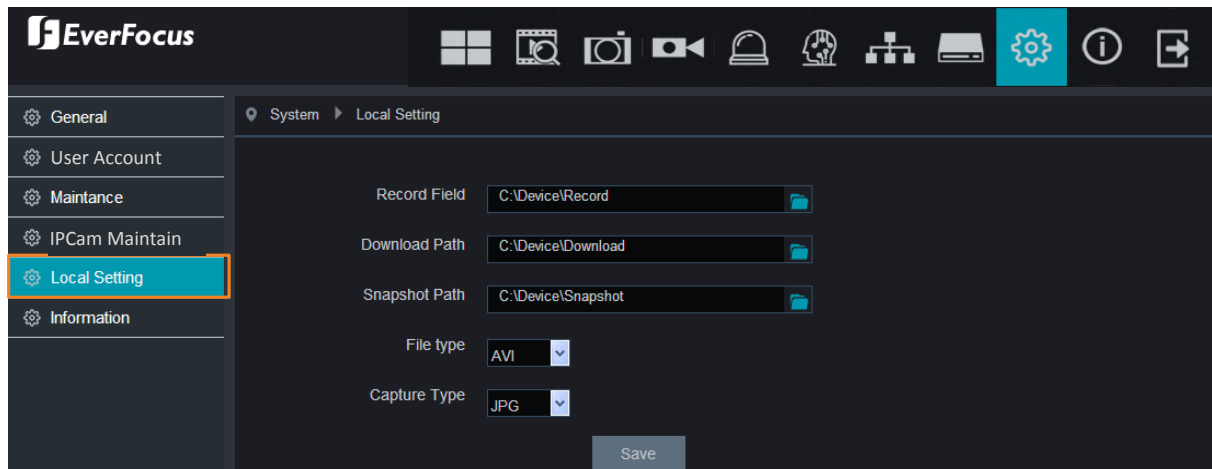 EverFocus
General
User Account
Maintance
IPCam Maintain
Local Setting
Information
System Local Setting
Record Field C:\Device\Record
Download Path C:\Device\Download
Snapshot Path C:\Device\Snapshot
File type AVI
Capture Type JPG
Save